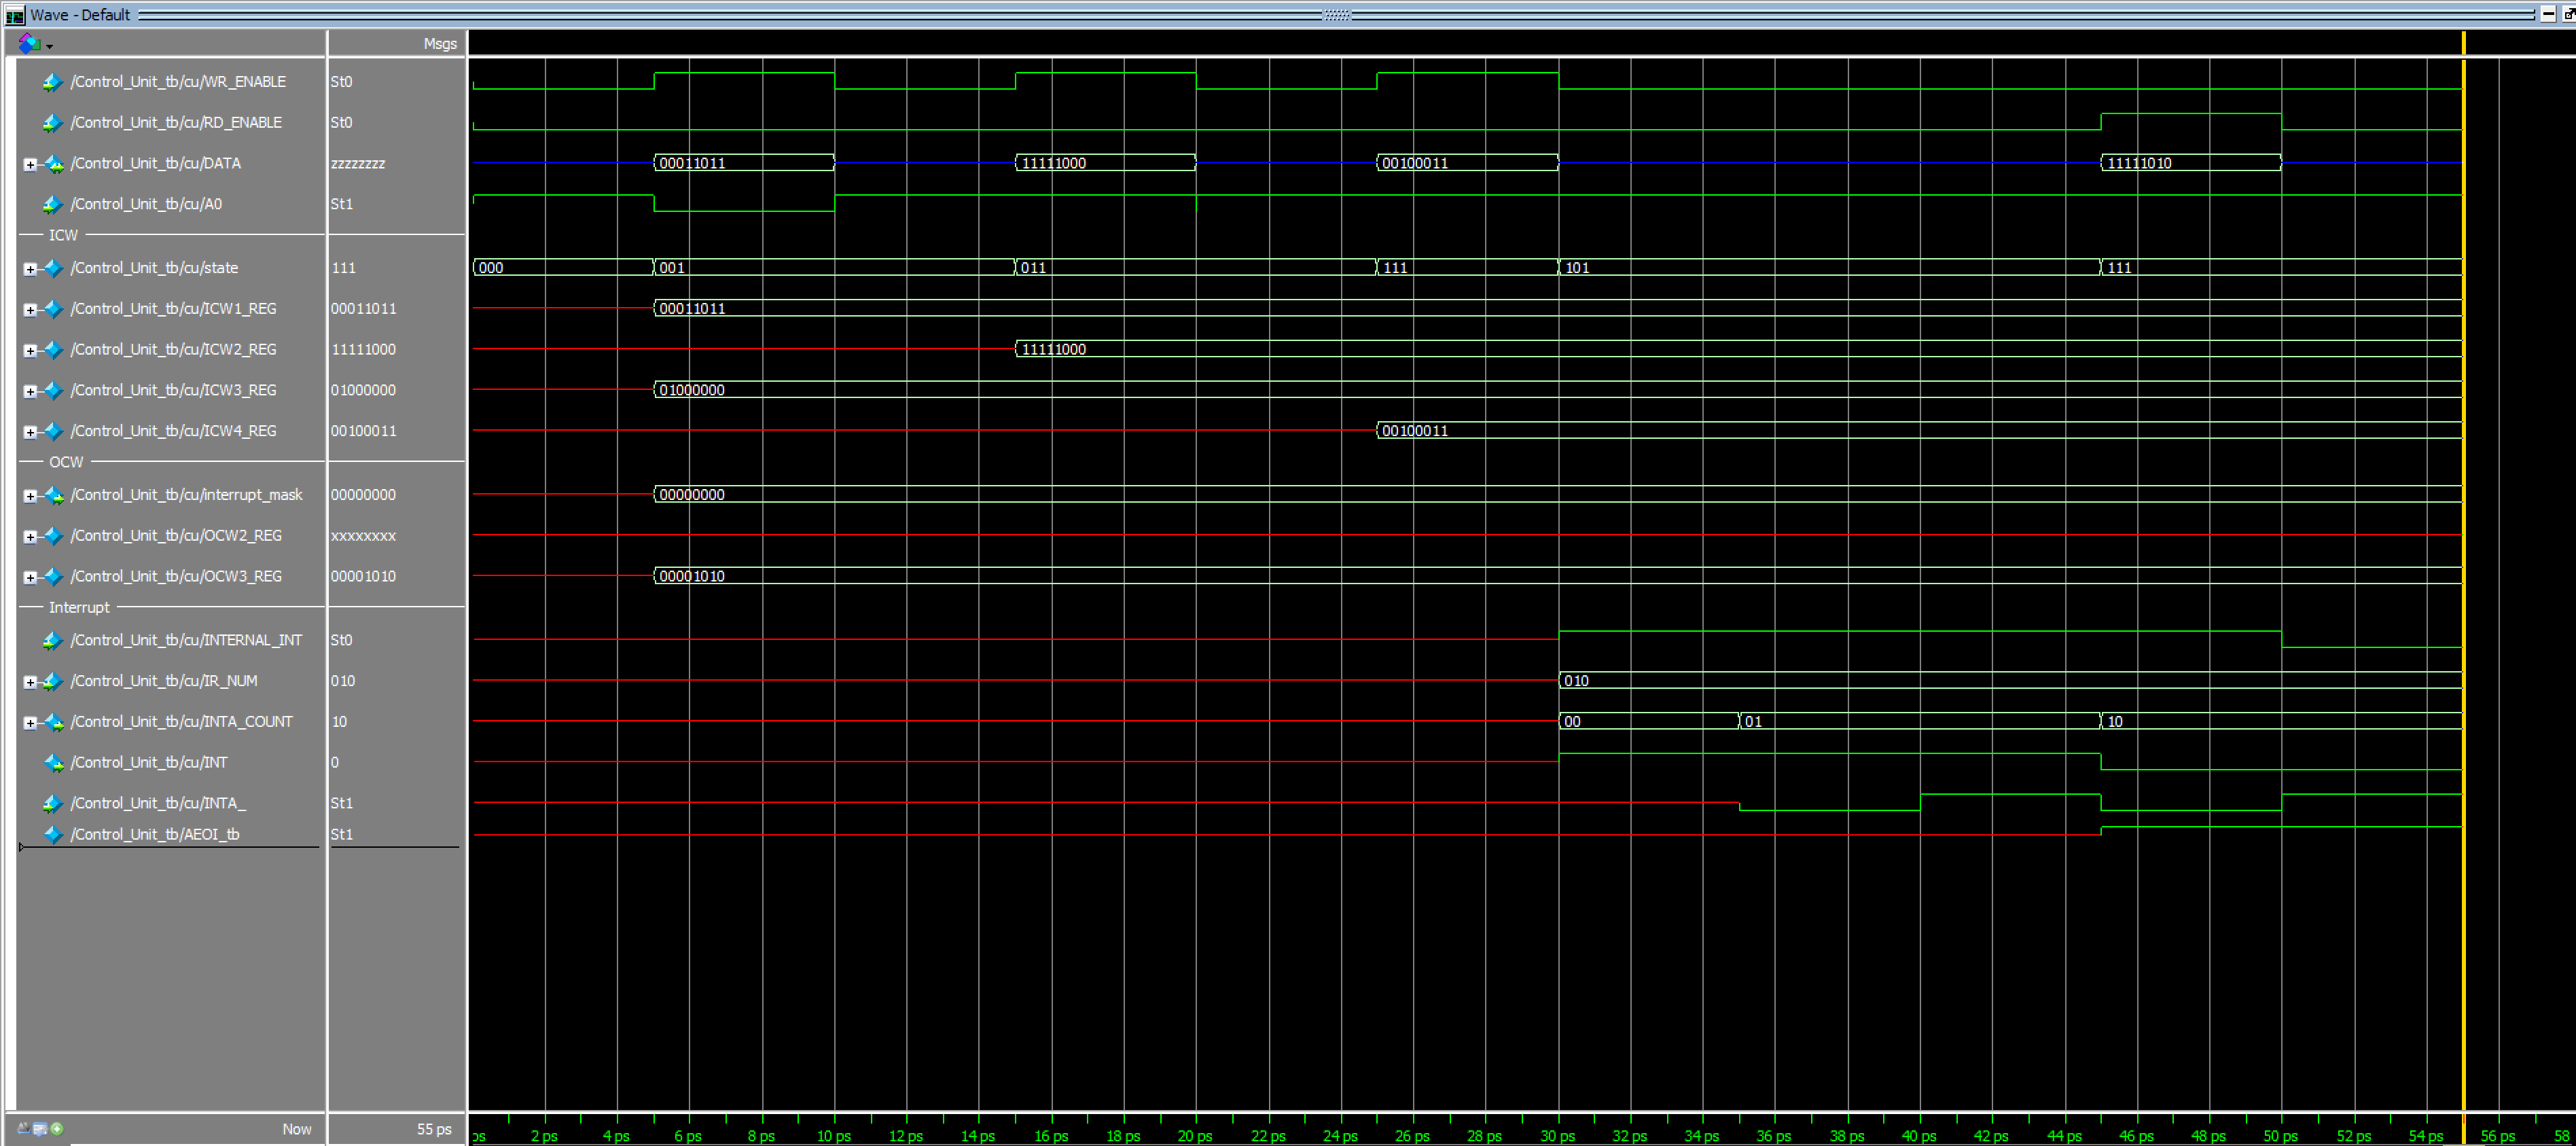 Wave - Default
Msgs
/Control_Unit_tb/cu/WR_ENABLE St0
/Control_Unit_tb/cu/RD_ENABLE St0
/Control_Unit_tb/cu/DATA zzzzzzzz 00011011 11111000 00100011 11111010
/Control_Unit_tb/cu/A0 St1
ICW
/Control_Unit_tb/cu/state 111 000 001 011 111 101 111
/Control_Unit_tb/cu/ICW1_REG 00011011 00011011
/Control_Unit_tb/cu/ICW2_REG 11111000 11111000
/Control_Unit_tb/cu/ICW3_REG 01000000 01000000
/Control_Unit_tb/cu/ICW4_REG 00100011 00100011
OCW
/Control_Unit_tb/cu/interrupt_mask 00000000 00000000
/Control_Unit_tb/cu/OCW2_REG xxxxxxxx
/Control_Unit_tb/cu/OCW3_REG 00001010 00001010
Interrupt
/Control_Unit_tb/cu/INTERNAL_INT St0
/Control_Unit_tb/cu/IR_NUM 010 010
/Control_Unit_tb/cu/INTA_COUNT 10 00 01 10
/Control_Unit_tb/cu/INT 0
/Control_Unit_tb/cu/INTA_ St1
/Control_Unit_tb/AEOI_tb St1
Now 55 ps ps 2 ps 4 ps 6 ps 8 ps 10 ps 12 ps 14 ps 16 ps 18 ps 20 ps 22 ps 24 ps 26 ps 28 ps 30 ps 32 ps 34 ps 36 ps 38 ps 40 ps 42 ps 44 ps 46 ps 48 ps 50 ps 52 ps 54 ps 56 ps